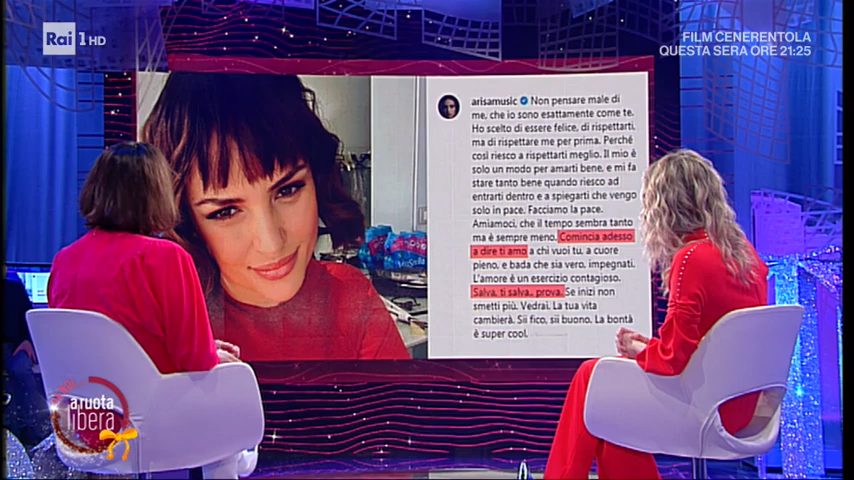 Rai 1HD
FILM CENERENTOLA
QUESTA SERA ORE 21:25
arisamusic Non pensare male di
me, che io sono esattamente come te.
Ho scelto di essere felice, di rispettarti,
ma di rispettare me per prima. Perché
così riesco a rispettarti meglio. Il mio è
solo un modo per amarti bene, e mi fa
stare tanto bene quando riesco ad
entrarti dentro e a spiegarti che vengo
solo in pace. Facciamo la pace.
Amiamoci, che il tempo sembra tanto
ma è sempre meno. Comincia adesso
a dire ti amo a chi vuoi tu, a cuore
pieno, e bada che sia vero, impegnati.
L'amore è un esercizio contagioso.
Salva, ti salva.. prova. Se inizi non
smetti più. Vedrai. La tua vita
cambierà. Sii fico, sii buono. La bontà
è super cool.
a ruota
libera